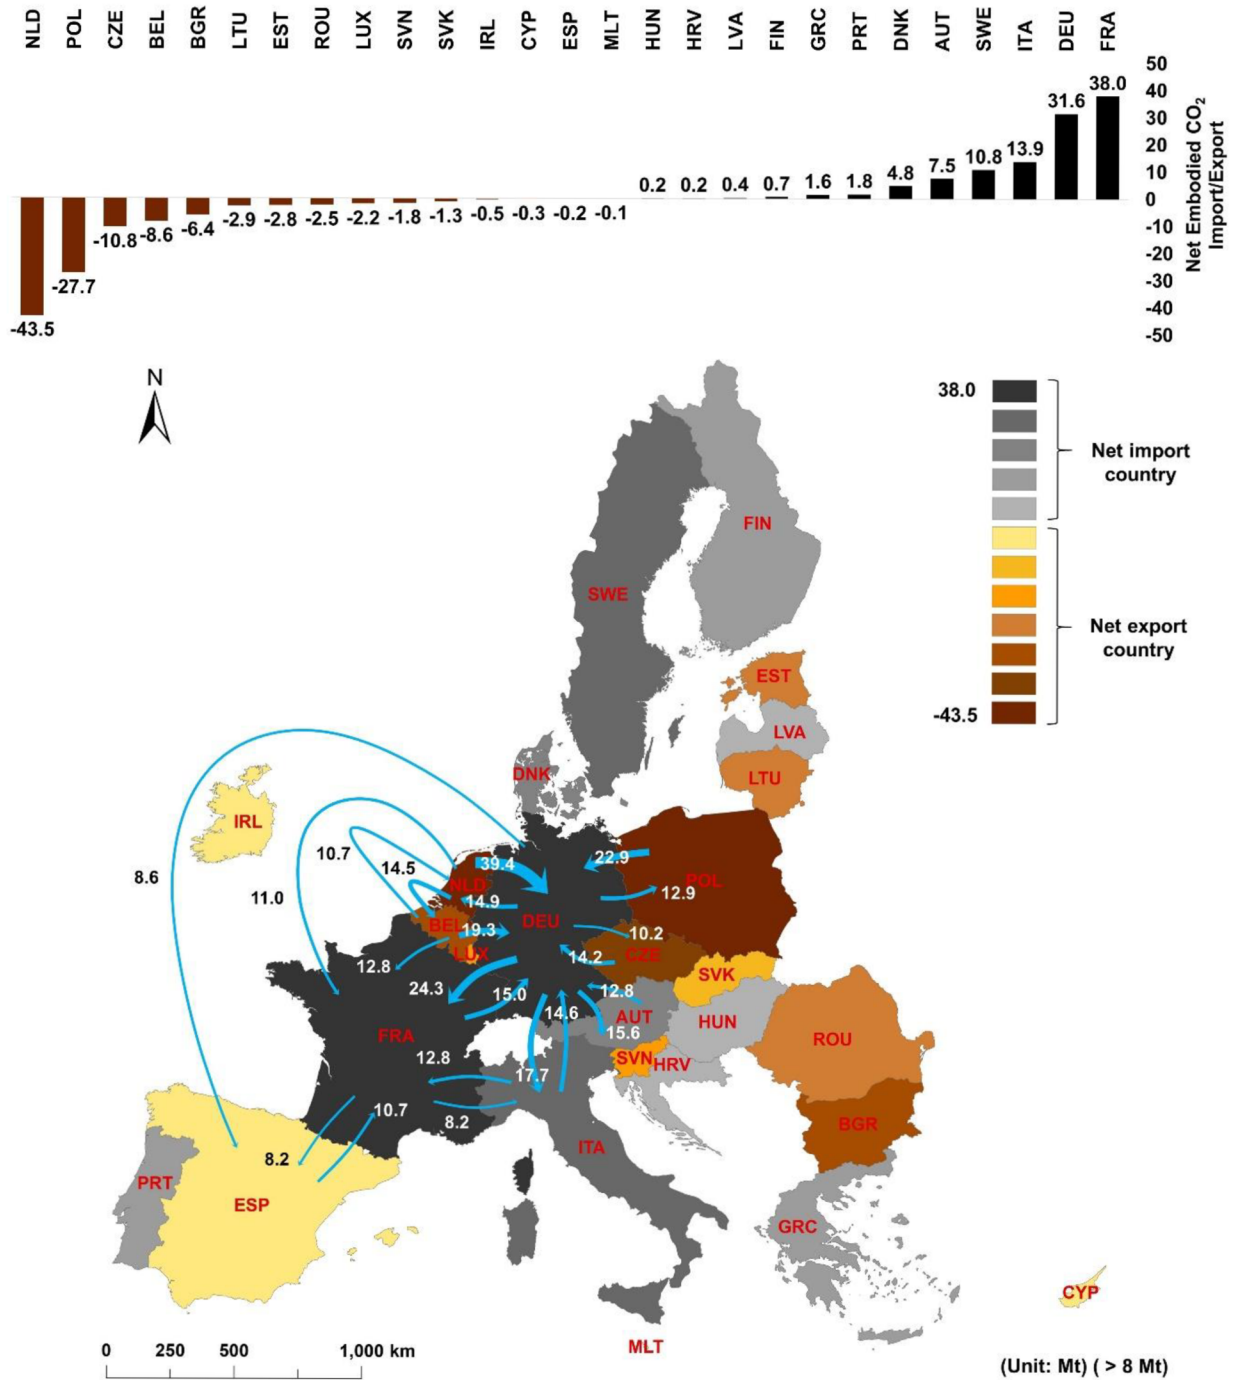 NLD POL CZE BEL BGR LTU EST ROU LUX SVN SVK IRL CYP ESP MLT HUN HRV LVA FIN GRC PRT DNK AUT SWE ITA DEU FRA
50
40
30
20
10
0
-10
-20
-30
-40
-50
Net Embodied CO2
Import/Export
-43.5 -27.7 -10.8 -8.6 -6.4 -2.9 -2.8 -2.5 -2.2 -1.8 -1.3 -0.5 -0.3 -0.2 -0.1 0.2 0.2 0.4 0.7 1.6 1.8 4.8 7.5 10.8 13.9 31.6 38.0
N
38.0
Net import
country
Net export
country
-43.5
FIN
SWE
EST
LVA
LTU
DNK
IRL
10.7
14.5
39.4
22.9
8.6
11.0
NLD
14.9
POL
12.9
BEL
19.3
DEU
10.2
LUX
14.2
CZE
12.8
SVK
24.3
15.0
12.8
14.6
AUT
15.6
HUN
FRA
ROU
12.8
SVN
HRV
17.7
10.7
8.2
BGR
8.2
ITA
PRT
ESP
GRC
CYP
MLT
0 250 500 1,000 km
(Unit: Mt) ( > 8 Mt)